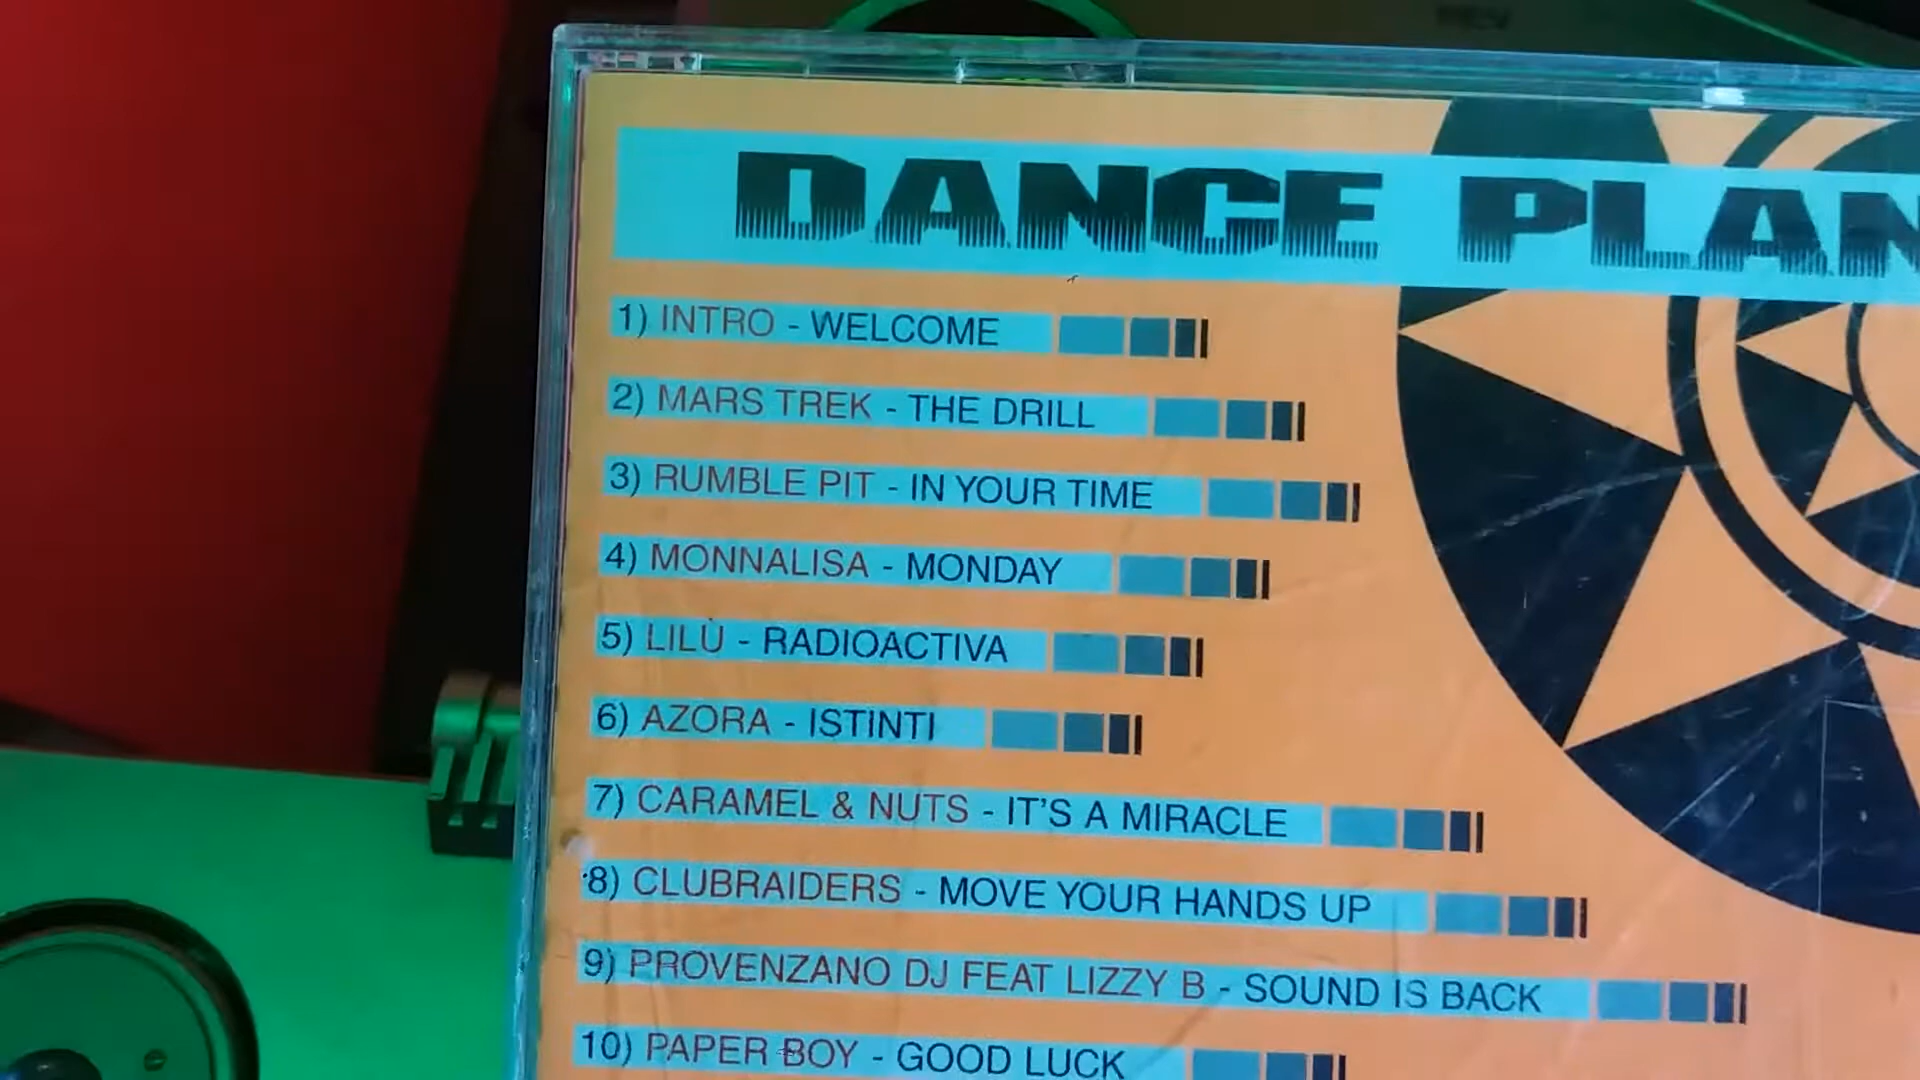 DANCE PLAN
1) INTRO - WELCOME
2) MARS TREK - THE DRILL
3) RUMBLE PIT - IN YOUR TIME
4) MONNALISA - MONDAY
5) LILÙ - RADIOACTIVA
6) AZORA - ISTINTI
7) CARAMEL & NUTS - IT'S A MIRACLE
8) CLUBRAIDERS - MOVE YOUR HANDS UP
9) PROVENZANO DJ FEAT LIZZY B - SOUND IS BACK
10) PAPER BOY - GOOD LUCK